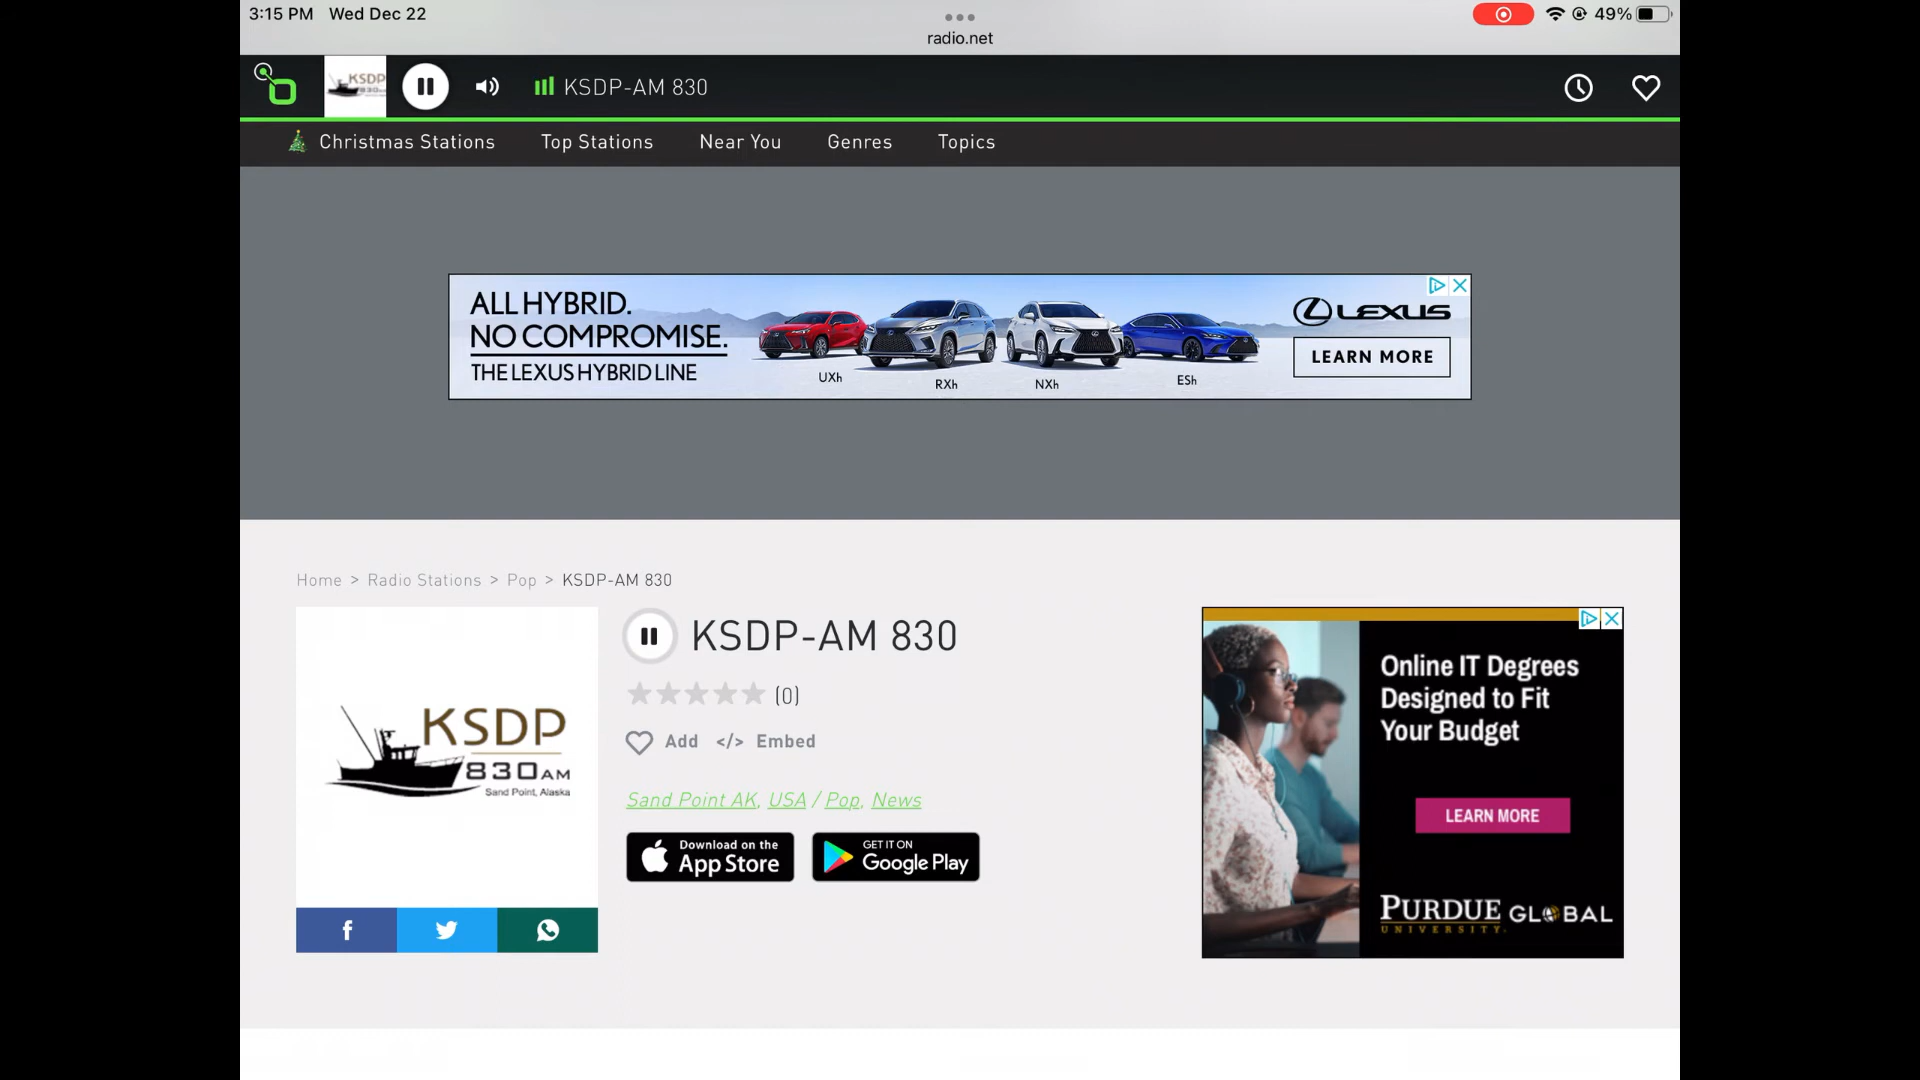 3:15 PM Wed Dec 22
49%
radio.net
KSDP
830AM
KSDP-AM 830
Christmas Stations Top Stations Near You Genres Topics
ALL HYBRID.
NO COMPROMISE.
THE LEXUS HYBRID LINE
UXh
RXh
NXh
ESh
LEXUS
LEARN MORE
Home > Radio Stations > Pop > KSDP-AM 830
KSDP
830AM
Sand Point, Alaska
KSDP-AM 830
(0)
Add </> Embed
Sand Point AK, USA / Pop, News
Download on the
App Store
GET IT ON
Google Play
Online IT Degrees
Designed to Fit
Your Budget
LEARN MORE
PURDUE GLOBAL
UNIVERSITY.